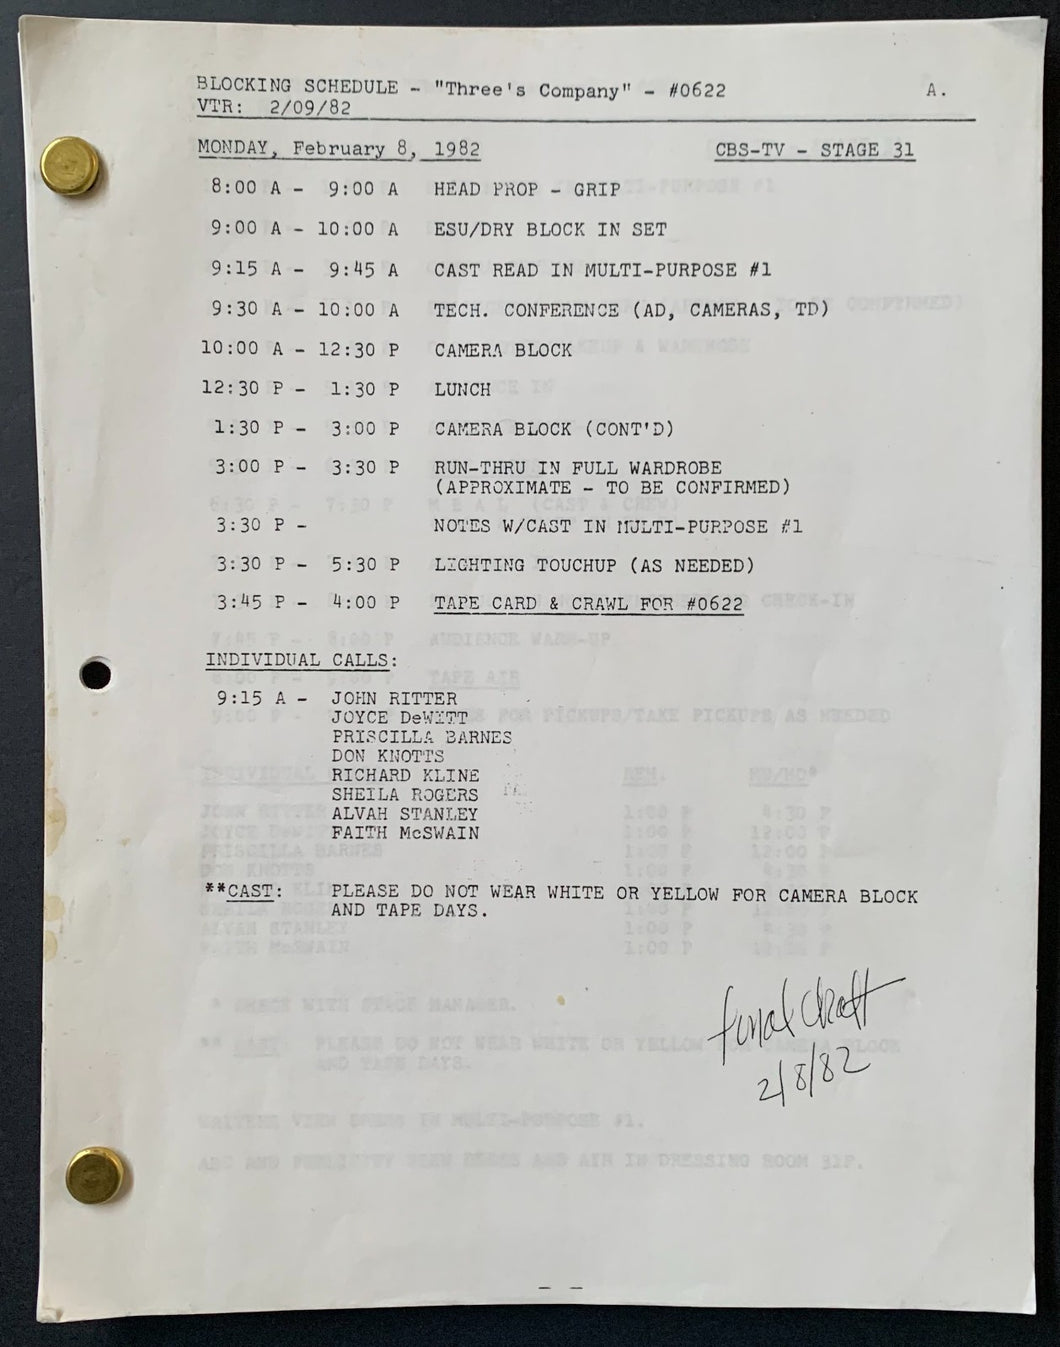 BLOCKING SCHEDULE - "Three's Company" - #0622 A.
VTR: 2/09/82
MONDAY, February 8, 1982 CBS-TV - STAGE 31
8:00 A - 9:00 A HEAD PROP - GRIP
9:00 A - 10:00 A ESU/DRY BLOCK IN SET
9:15 A - 9:45 A CAST READ IN MULTI-PURPOSE #1
9:30 A - 10:00 A TECH. CONFERENCE (AD, CAMERAS, TD)
10:00 A - 12:30 P CAMERA BLOCK
12:30 P - 1:30 P LUNCH
1:30 P - 3:00 P CAMERA BLOCK (CONT'D)
3:00 P - 3:30 P RUN-THRU IN FULL WARDROBE
(APPROXIMATE - TO BE CONFIRMED)
3:30 P - NOTES W/CAST IN MULTI-PURPOSE #1
3:30 P - 5:30 P LIGHTING TOUCHUP (AS NEEDED)
3:45 P - 4:00 P TAPE CARD & CRAWL FOR #0622
INDIVIDUAL CALLS:
9:15 A - JOHN RITTER
JOYCE DeWITT
PRISCILLA BARNES
DON KNOTTS
RICHARD KLINE
SHEILA ROGERS
ALVAH STANLEY
FAITH McSWAIN
**CAST: PLEASE DO NOT WEAR WHITE OR YELLOW FOR CAMERA BLOCK
AND TAPE DAYS.
final draft
2/8/82